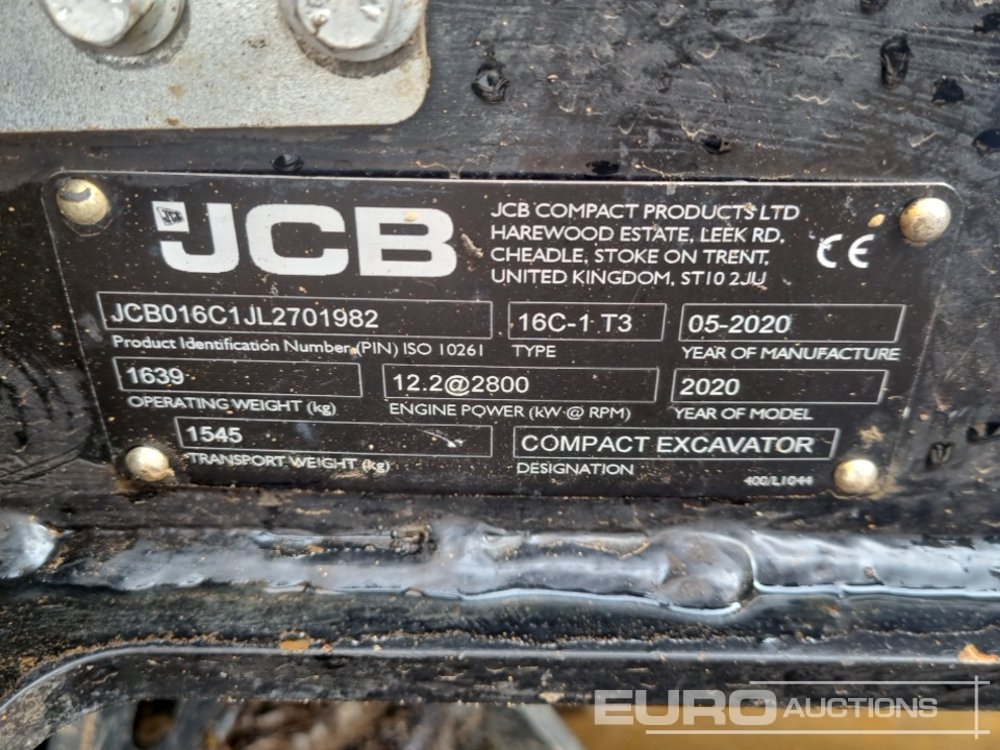 JCB
JCB
JCB COMPACT PRODUCTS LTD
HAREWOOD ESTATE, LEEK RD,
CHEADLE, STOKE ON TRENT,
UNITED KINGDOM, ST10 2JU
CE
JCB016C1JL2701982
Product Identification Number (PIN) ISO 10261
16C-1 T3
TYPE
05-2020
YEAR OF MANUFACTURE
1639
OPERATING WEIGHT (kg)
12.2@2800
ENGINE POWER (kW @ RPM)
2020
YEAR OF MODEL
1545
TRANSPORT WEIGHT (kg)
COMPACT EXCAVATOR
DESIGNATION
400/L1044
EURO AUCTIONS